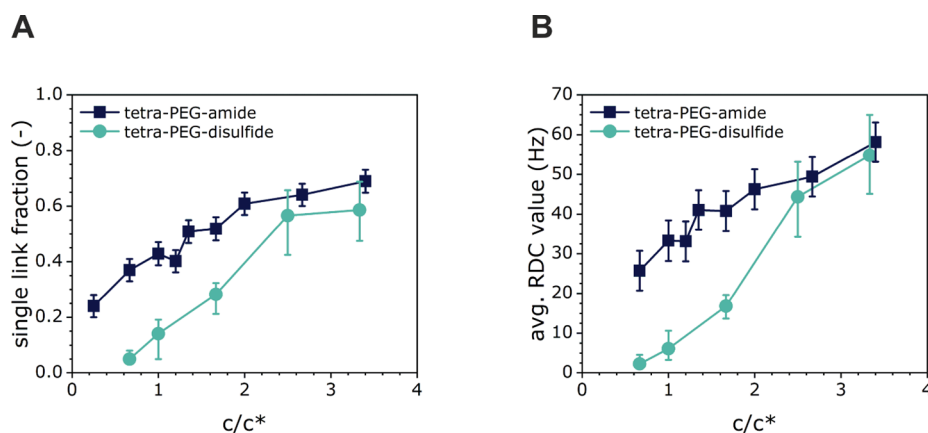 A
1.0
0.8
0.6
0.4
0.2
0.0
single link fraction (-)
tetra-PEG-amide
tetra-PEG-disulfide
0 1 2 3 4
c/c*
B
70
60
50
40
30
20
10
0
avg. RDC value (Hz)
tetra-PEG-amide
tetra-PEG-disulfide
0 1 2 3 4
c/c*